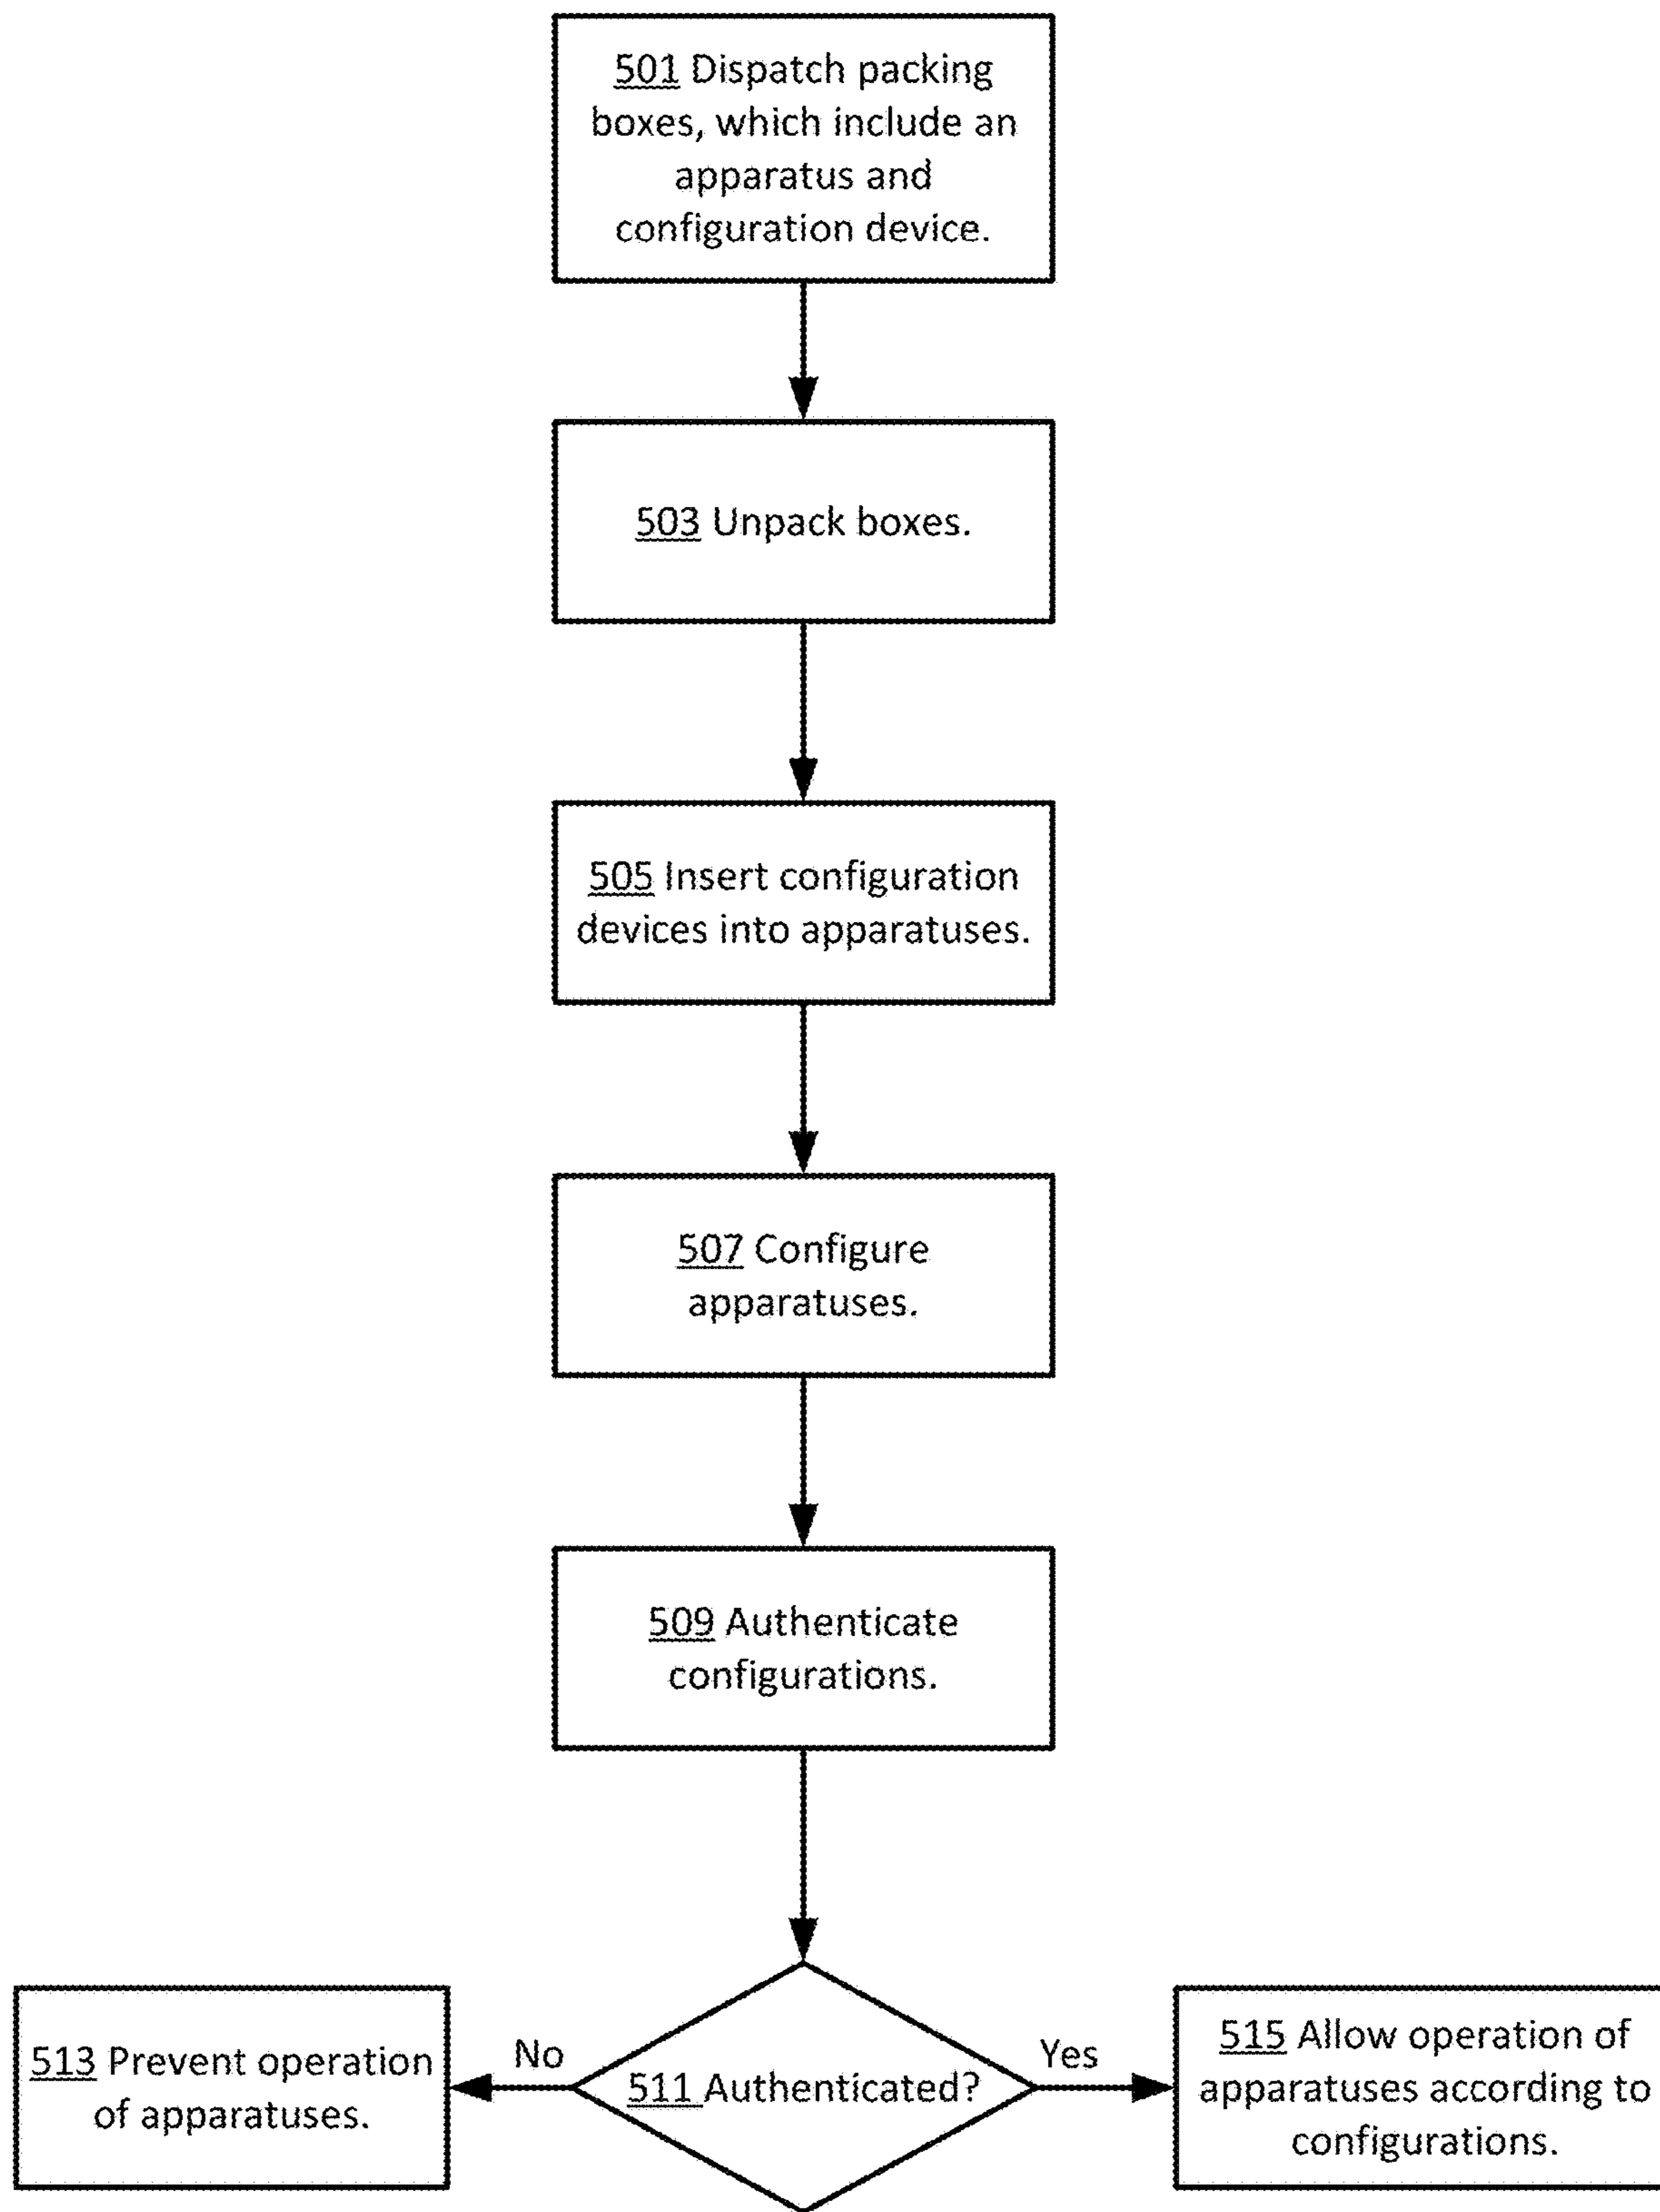 501 Dispatch packing
boxes, which include an
apparatus and
configuration device.
503 Unpack boxes.
505 Insert configuration
devices into apparatuses.
507 Configure
apparatuses.
509 Authenticate
configurations.
513 Prevent operation
of apparatuses.
No
511 Authenticated?
Yes
515 Allow operation of
apparatuses according to
configurations.